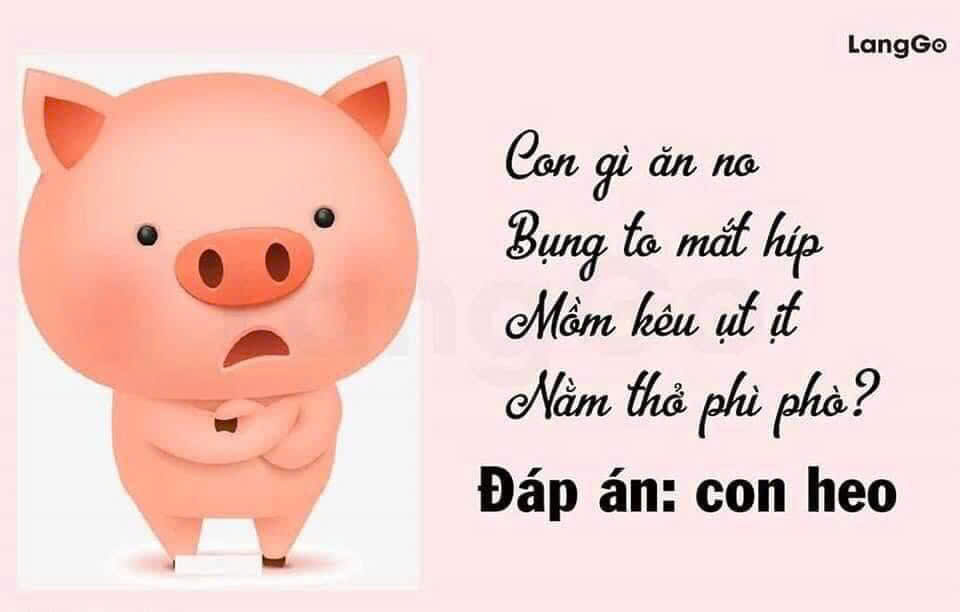 LangGo
Con gì ăn no
Bụng to mắt híp
Mồm kêu ụt ịt
Nằm thở phì phò?
Đáp án: con heo